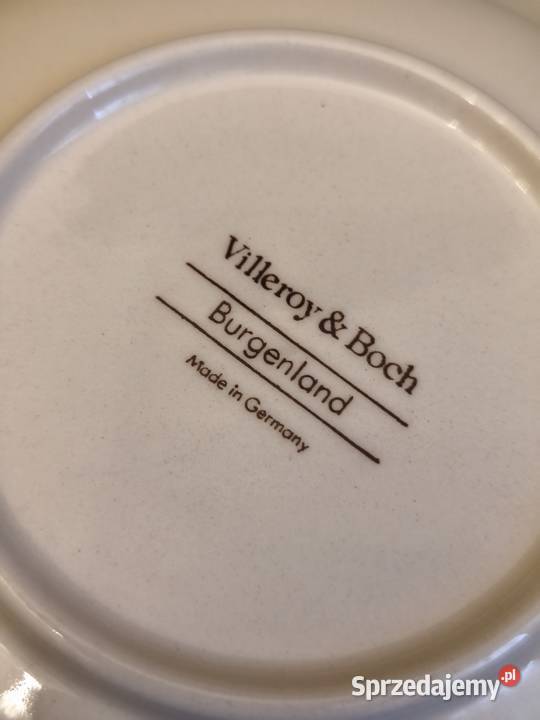 Villeroy & Boch
Burgenland
Made in Germany
Sprzedajemy.pl